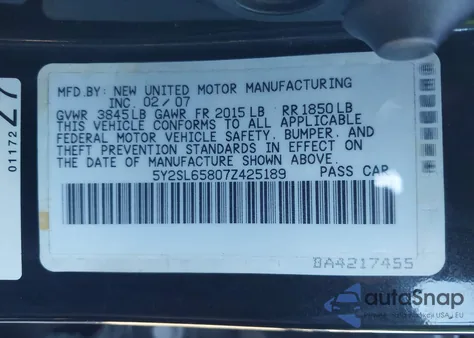 MFD.BY: NEW UNITED MOTOR MANUFACTURING
INC. 02/07
GVWR 3845LB GAWR FR 2015LB RR1850LB
THIS VEHICLE CONFORMS TO ALL APPLICABLE
FEDERAL MOTOR VEHICLE SAFETY, BUMPER, AND
THEFT PREVENTION STANDARDS IN EFFECT ON
THE DATE OF MANUFACTURE SHOWN ABOVE.
5Y2SL65807Z425189 PASS CAR
BA4217455
01172
autoSnap